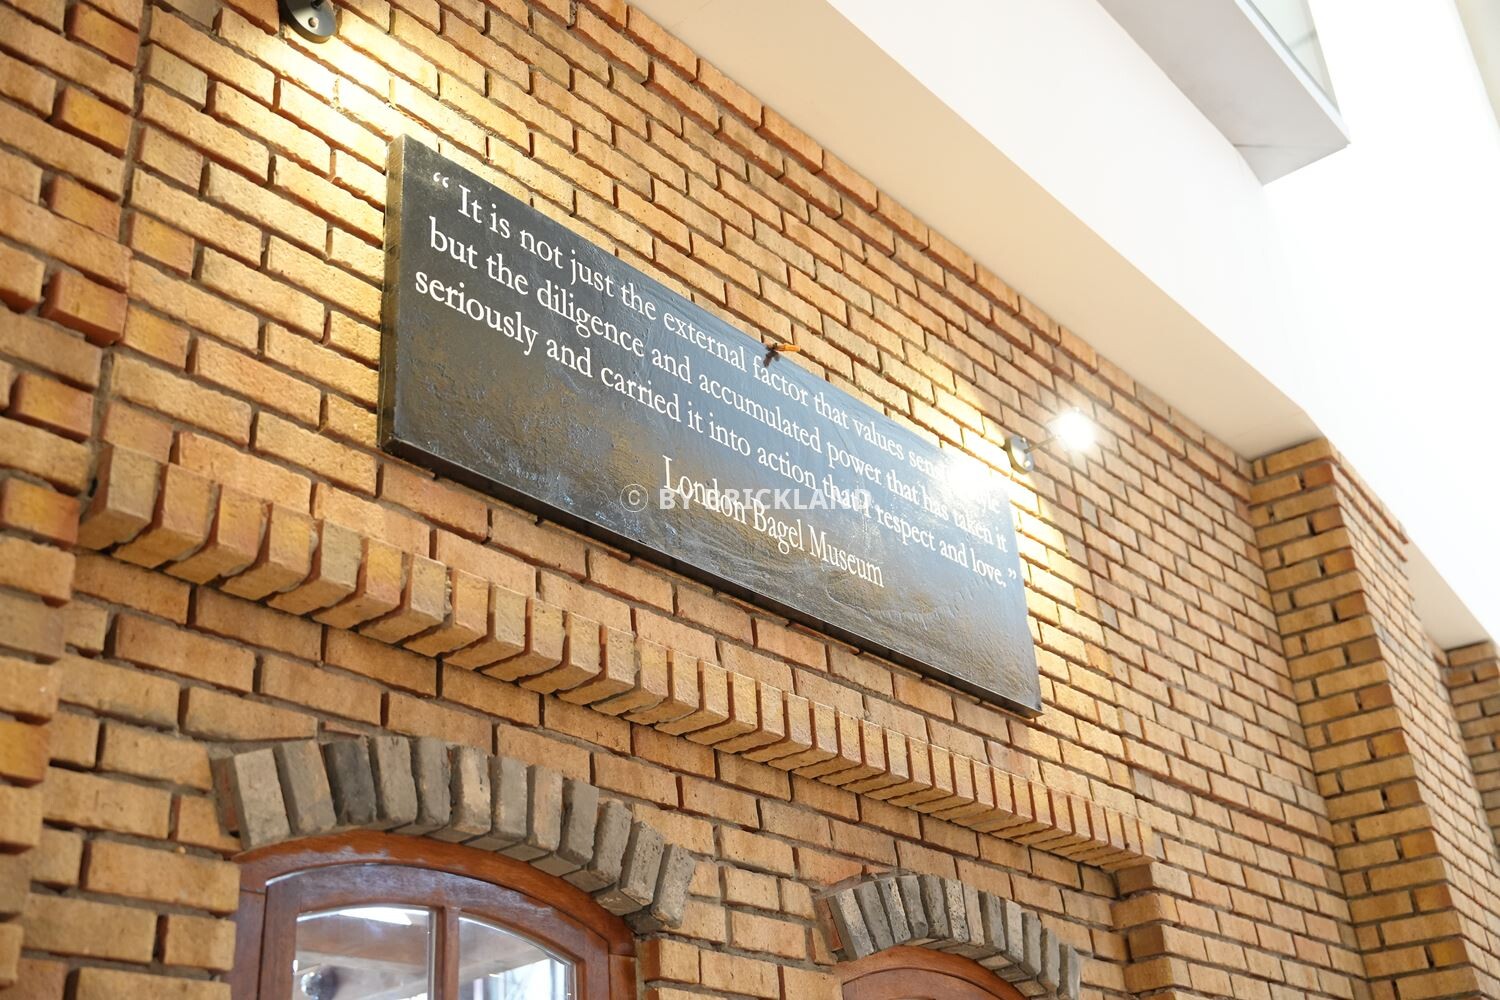 “ It is not just the external factor that values
but the diligence and accumulated power that has taken it
seriously and carried it into action that I respect and love.”
London Bagel Museum
© BY BRICKLAND